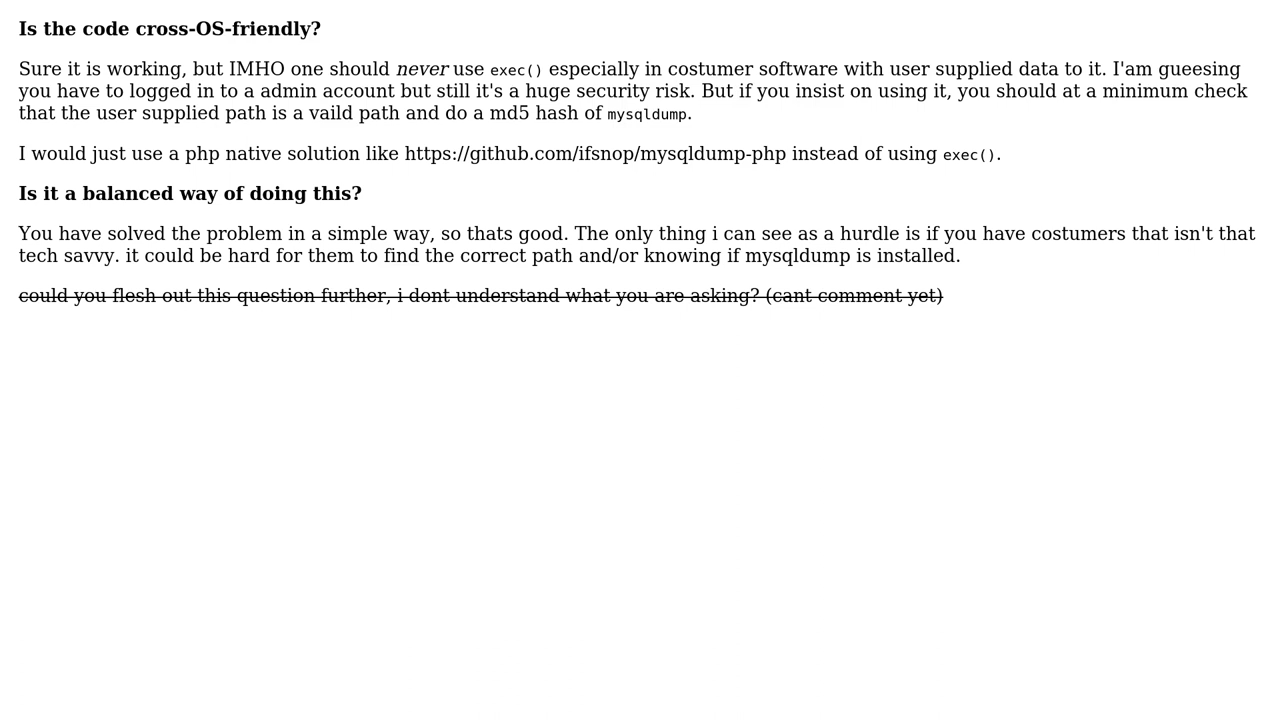 Is the code cross-OS-friendly?
Sure it is working, but IMHO one should never use exec() especially in costumer software with user supplied data to it. I'am gueesing
you have to logged in to a admin account but still it's a huge security risk. But if you insist on using it, you should at a minimum check
that the user supplied path is a vaild path and do a md5 hash of mysqldump.
I would just use a php native solution like https://github.com/ifsnop/mysqldump-php instead of using exec().
Is it a balanced way of doing this?
You have solved the problem in a simple way, so thats good. The only thing i can see as a hurdle is if you have costumers that isn't that
tech savvy. it could be hard for them to find the correct path and/or knowing if mysqldump is installed.
could you flesh out this question further, i dont understand what you are asking? (cant comment yet)